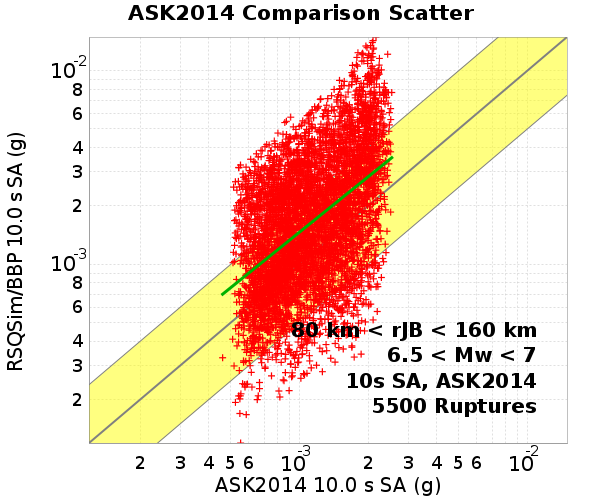 ASK2014 Comparison Scatter
RSQSim/BBP 10.0 s SA (g)
10-2
8
6
4
3
2
10-3
8
6
4
3
2
80 km < rJB < 160 km
6.5 < Mw < 7
10s SA, ASK2014
5500 Ruptures
2 3 4 5 6 10-3 2 3 4 5 6 10-2
ASK2014 10.0 s SA (g)